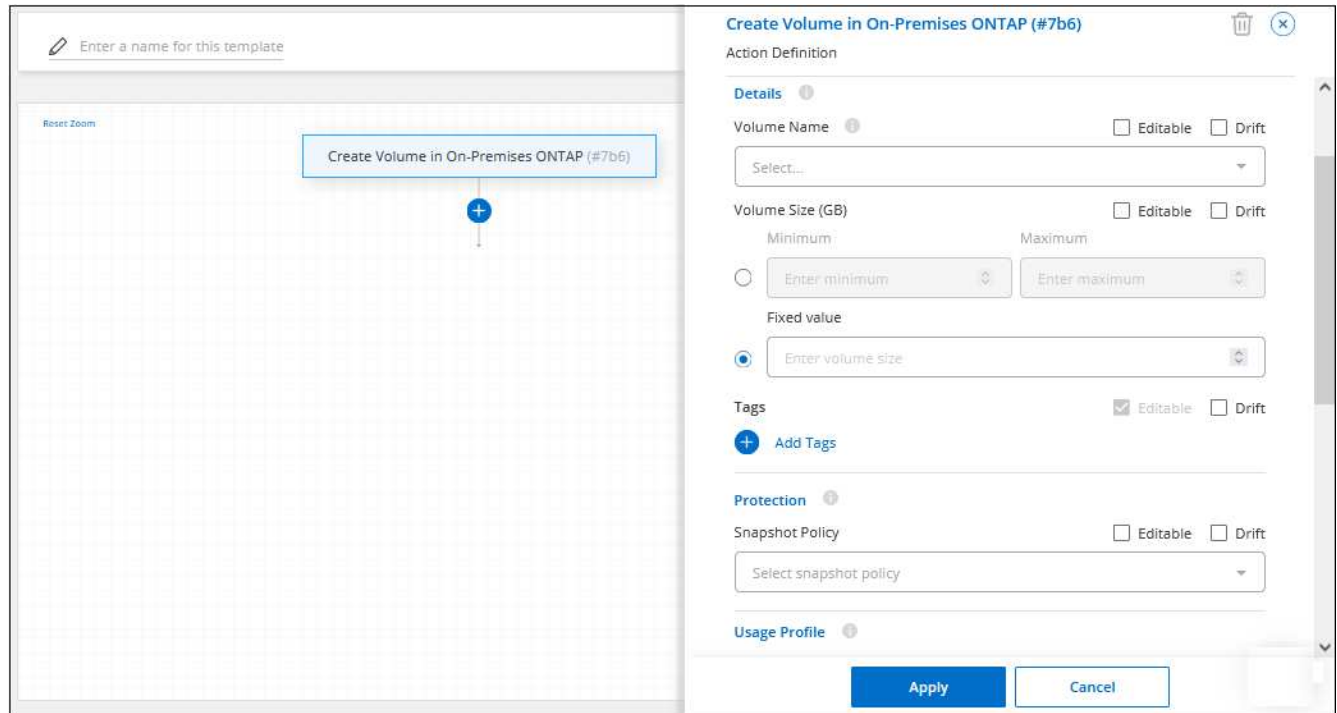 Enter a name for this template
Reset Zoom
Create Volume in On-Premises ONTAP (#7b6)
Create Volume in On-Premises ONTAP (#7b6)
Action Definition
Details
Volume Name Editable Drift
Select...
Volume Size (GB) Editable Drift
Minimum Maximum
Enter minimum Enter maximum
Fixed value
Enter volume size
Tags Editable Drift
Add Tags
Protection
Snapshot Policy Editable Drift
Select snapshot policy
Usage Profile
Apply Cancel